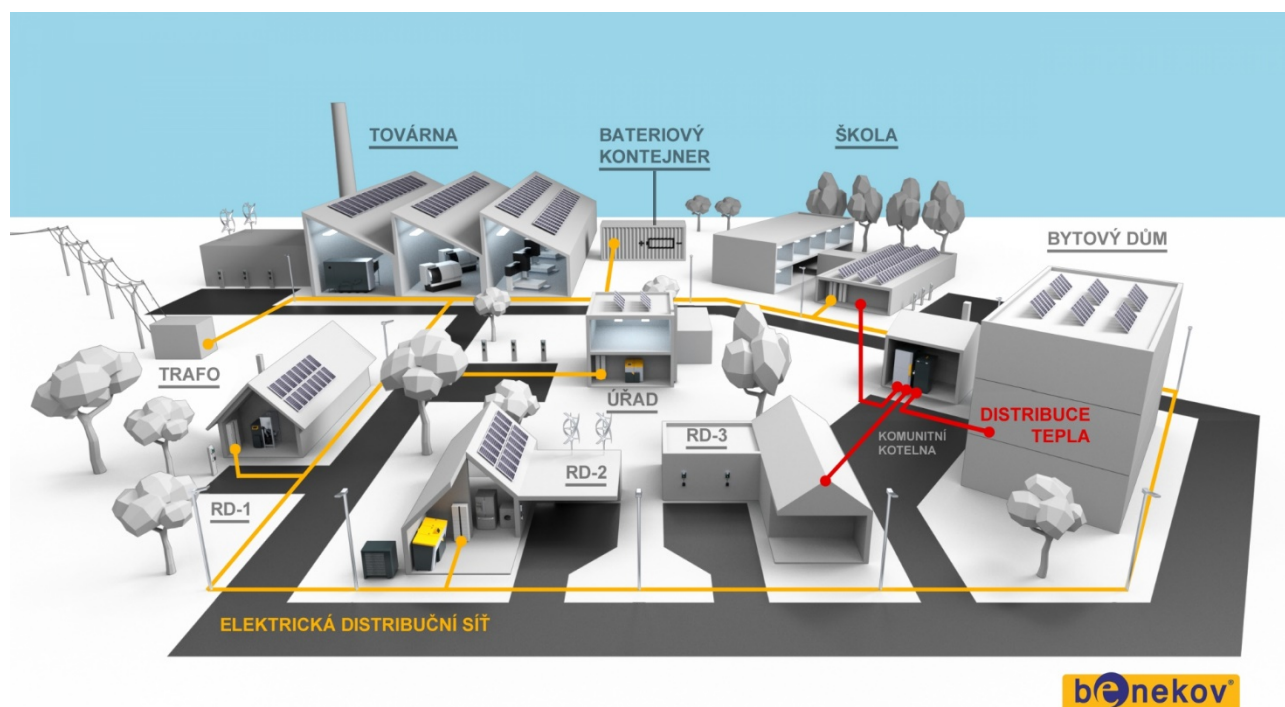 TOVÁRNA
BATERIOVÝ
KONTEJNER
ŠKOLA
BYTOVÝ DŮM
TRAFO
ÚŘAD
RD-1
RD-2
RD-3
KOMUNITNÍ
KOTELNA
DISTRIBUCE
TEPLA
ELEKTRICKÁ DISTRIBUČNÍ SÍŤ
benekov®